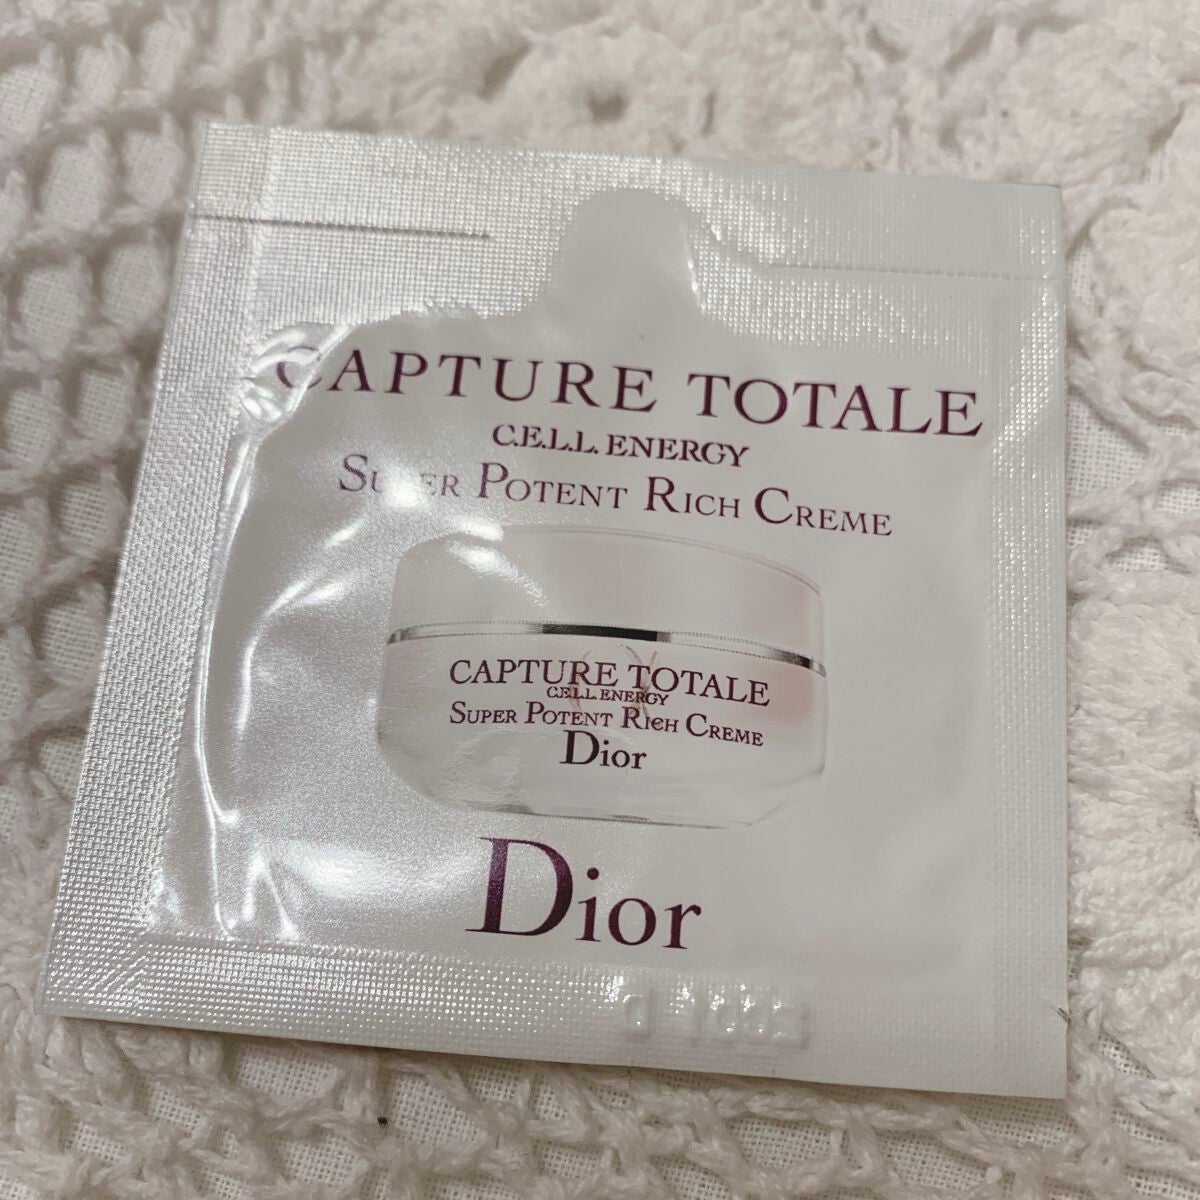 CAPTURE TOTALE
C.E.L.L. ENERGY
SUPER POTENT RICH CREME
CAPTURE TOTALE
C.E.L.L. ENERGY
SUPER POTENT RICH CREME
Dior
Dior